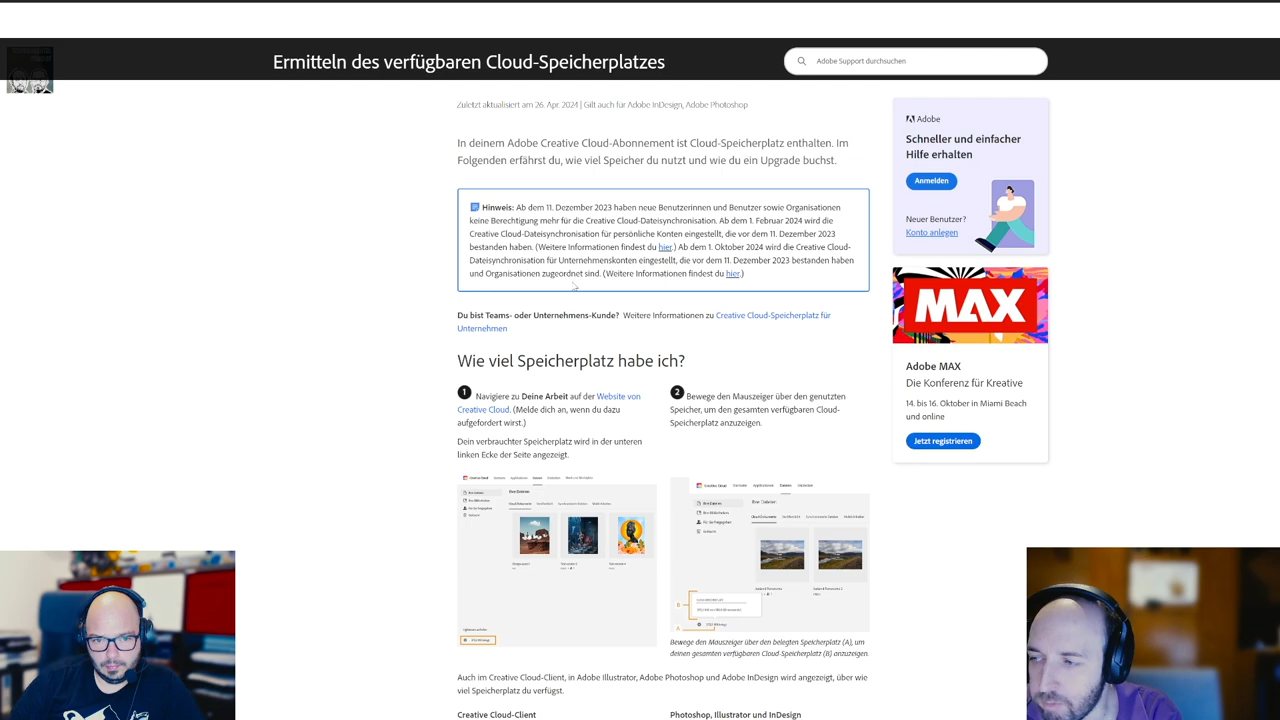 Ermitteln des verfügbaren Cloud-Speicherplatzes
Adobe Support durchsuchen
Zuletzt aktualisiert am 26. Apr. 2024 | Gilt auch für Adobe InDesign, Adobe Photoshop
In deinem Adobe Creative Cloud-Abonnement ist Cloud-Speicherplatz enthalten. Im
Folgenden erfährst du, wie viel Speicher du nutzt und wie du ein Upgrade buchst.
Hinweis: Ab dem 11. Dezember 2023 haben neue Benutzerinnen und Benutzer sowie Organisationen
keine Berechtigung mehr für die Creative Cloud-Dateisynchronisation. Ab dem 1. Februar 2024 wird die
Creative Cloud-Dateisynchronisation für persönliche Konten eingestellt, die vor dem 11. Dezember 2023
bestanden haben. (Weitere Informationen findest du hier.) Ab dem 1. Oktober 2024 wird die Creative Cloud-
Dateisynchronisation für Unternehmenskonten eingestellt, die vor dem 11. Dezember 2023 bestanden haben
und Organisationen zugeordnet sind. (Weitere Informationen findest du hier.)
Du bist Teams- oder Unternehmens-Kunde? Weitere Informationen zu Creative Cloud-Speicherplatz für
Unternehmen
Wie viel Speicherplatz habe ich?
1 Navigiere zu Deine Arbeit auf der Website von
Creative Cloud. (Melde dich an, wenn du dazu
aufgefordert wirst.)
Dein verbrauchter Speicherplatz wird in der unteren
linken Ecke der Seite angezeigt.
2 Bewege den Mauszeiger über den genutzten
Speicher, um den gesamten verfügbaren Cloud-
Speicherplatz anzuzeigen.
Creative Cloud
Ihre Dateien
Creative Cloud
Ihre Dateien
B
A
Bewege den Mauszeiger über den belegten Speicherplatz (A), um
deinen gesamten verfügbaren Cloud-Speicherplatz (B) anzuzeigen.
Auch im Creative Cloud-Client, in Adobe Illustrator, Adobe Photoshop und Adobe InDesign wird angezeigt, über wie
viel Speicherplatz du verfügst.
Creative Cloud-Client
Photoshop, Illustrator und InDesign
Adobe
Schneller und einfacher
Hilfe erhalten
Anmelden
Neuer Benutzer?
Konto anlegen
MAX
Adobe MAX
Die Konferenz für Kreative
14. bis 16. Oktober in Miami Beach
und online
Jetzt registrieren